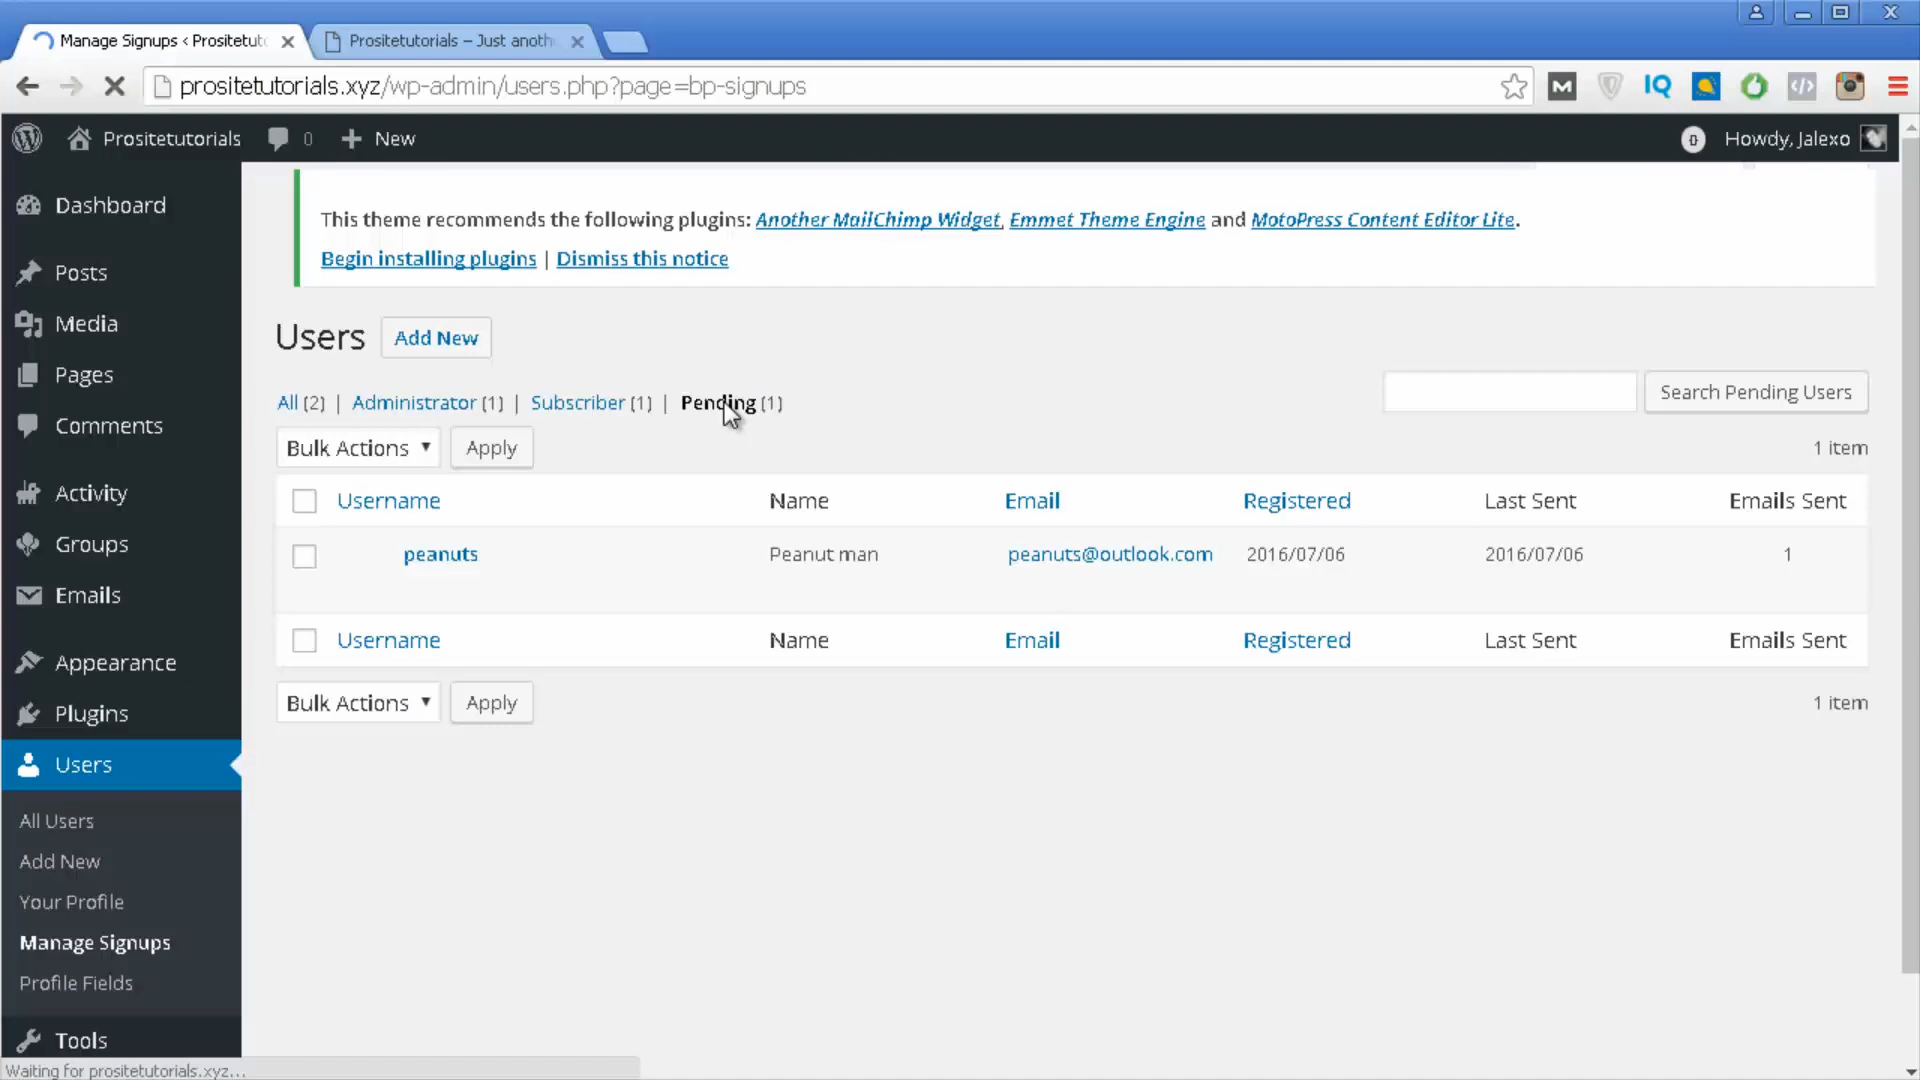 Manage Signups < Prositetuto
Prositetutorials – Just anoth
prositetutorials.xyz/wp-admin/users.php?page=bp-signups
IQ
Prositetutorials
0
New
0
Howdy, Jalexo
Dashboard
Posts
Media
Pages
Comments
Activity
Groups
Emails
Appearance
Plugins
Users
All Users
Add New
Your Profile
Manage Signups
Profile Fields
Tools
This theme recommends the following plugins: Another MailChimp Widget, Emmet Theme Engine and MotoPress Content Editor Lite.
Begin installing plugins | Dismiss this notice
Users Add New
All (2) | Administrator (1) | Subscriber (1) | Pending (1)
Search Pending Users
Bulk Actions Apply
1 item
Username Name Email Registered Last Sent Emails Sent
peanuts Peanut man peanuts@outlook.com 2016/07/06 2016/07/06 1
Username Name Email Registered Last Sent Emails Sent
Bulk Actions Apply
1 item
Waiting for prositetutorials.xyz...